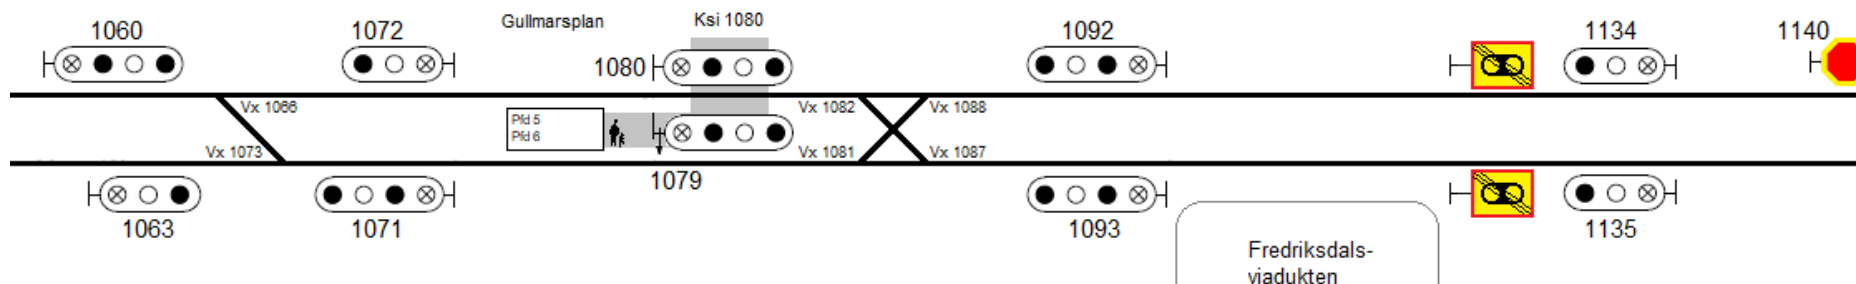 1060
1072
Gullmarsplan
Ksi 1080
1092
1134
1140
1080
Vx 1066
Vx 1082
Vx 1088
Pfd 5
Pfd 6
Vx 1073
Vx 1081
Vx 1087
1079
1063
1071
1093
1135
Fredriksdals-
viadukten